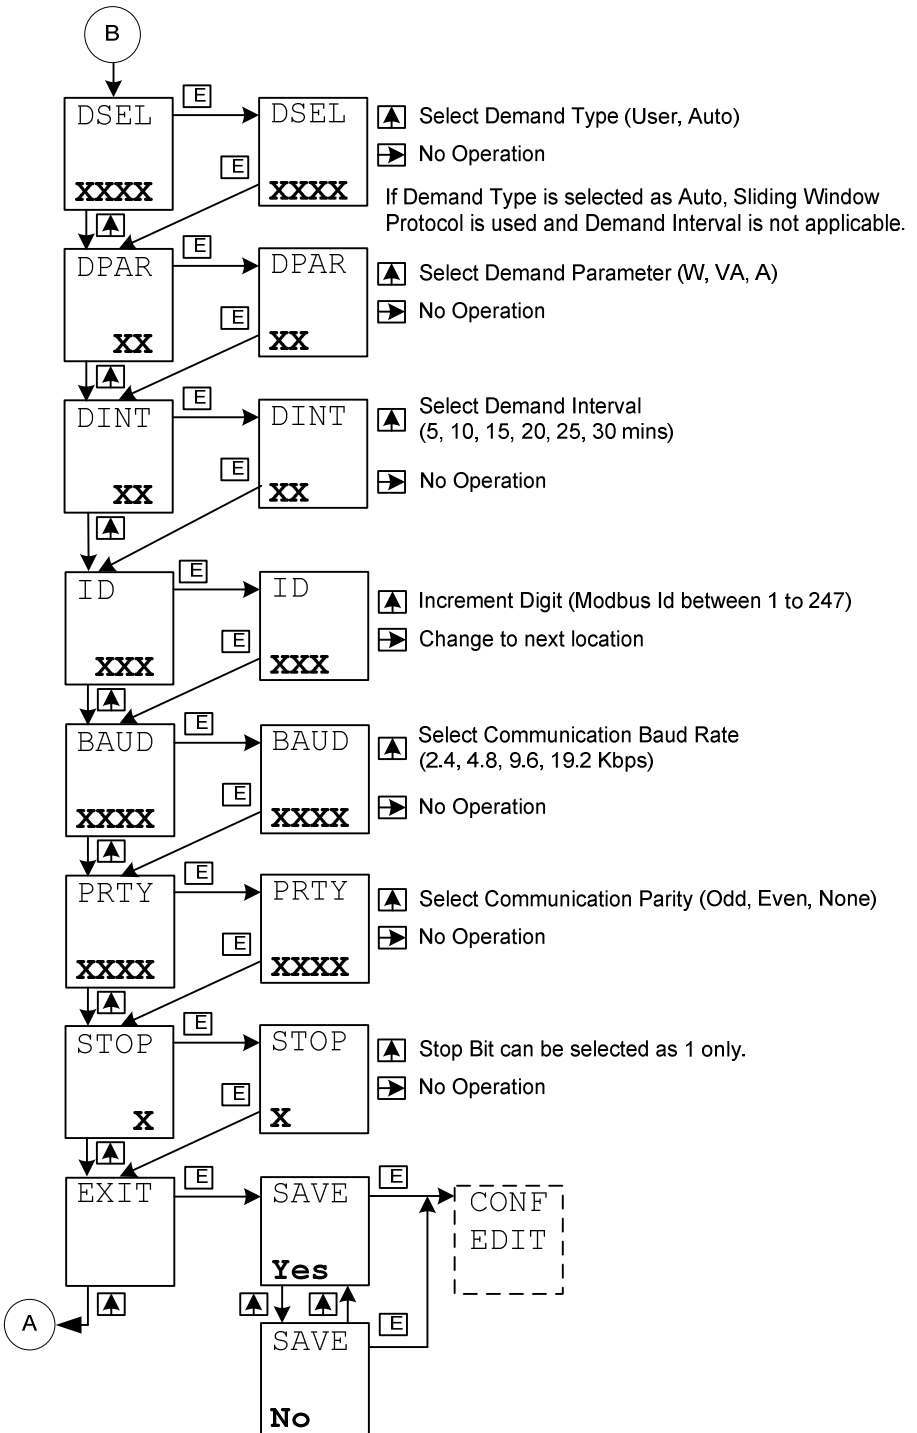 B
E
DSEL
XXXX
DSEL
XXXX
Select Demand Type (User, Auto)
No Operation
E
If Demand Type is selected as Auto, Sliding Window
Protocol is used and Demand Interval is not applicable.
E
DPAR
XX
DPAR
XX
Select Demand Parameter (W, VA, A)
No Operation
E
E
DINT
XX
DINT
XX
Select Demand Interval
(5, 10, 15, 20, 25, 30 mins)
No Operation
E
E
ID
XXX
ID
XXX
Increment Digit (Modbus Id between 1 to 247)
Change to next location
E
E
BAUD
XXXX
BAUD
XXXX
Select Communication Baud Rate
(2.4, 4.8, 9.6, 19.2 Kbps)
No Operation
E
E
PRTY
XXXX
PRTY
XXXX
Select Communication Parity (Odd, Even, None)
No Operation
E
E
STOP
X
STOP
X
Stop Bit can be selected as 1 only.
No Operation
E
E
EXIT
SAVE
Yes
E
CONF
EDIT
A
SAVE
No
E